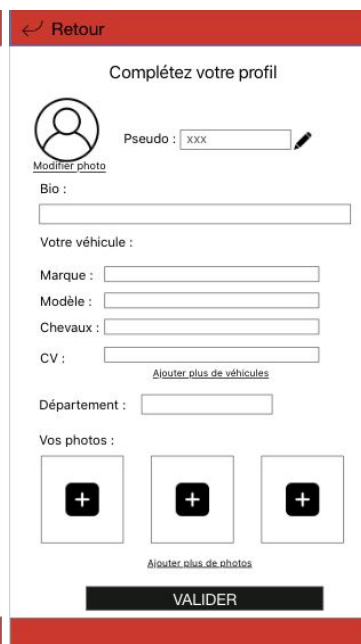 Retour
Complétez votre profil
Pseudo : xxx
Modifier photo
Bio :
Votre véhicule :
Marque :
Modèle :
Chevaux :
CV :
Ajouter plus de véhicules
Département :
Vos photos :
Ajouter plus de photos
VALIDER